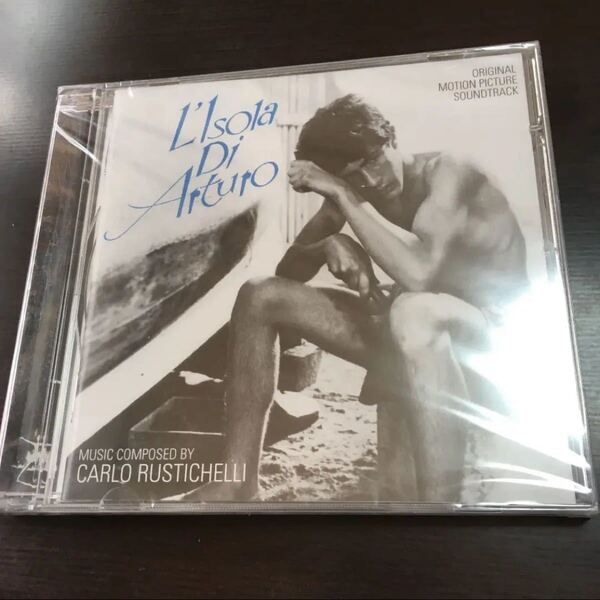 L'Isola
Di
Arturo
ORIGINAL
MOTION PICTURE
SOUNDTRACK
MUSIC COMPOSED BY
CARLO RUSTICHELLI